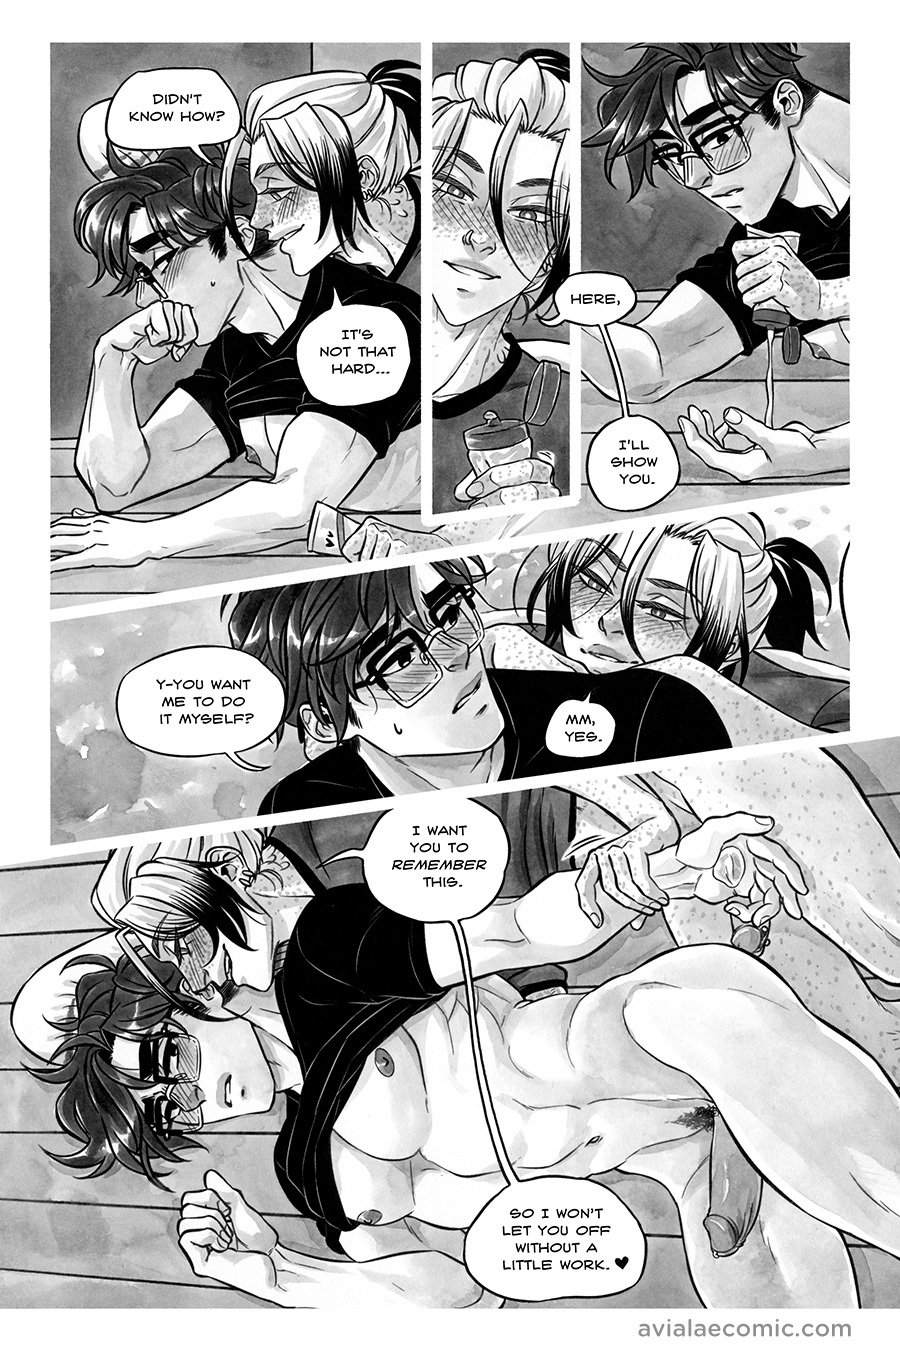 DIDN'T
KNOW HOW?
IT'S
NOT THAT
HARD...
HERE,
I'LL
SHOW
YOU.
Y-YOU WANT
ME TO DO
IT MYSELF?
MM,
YES.
I WANT
YOU TO
REMEMBER
THIS.
SO I WON'T
LET YOU OFF
WITHOUT A
LITTLE WORK. ♥
avialaecomic.com